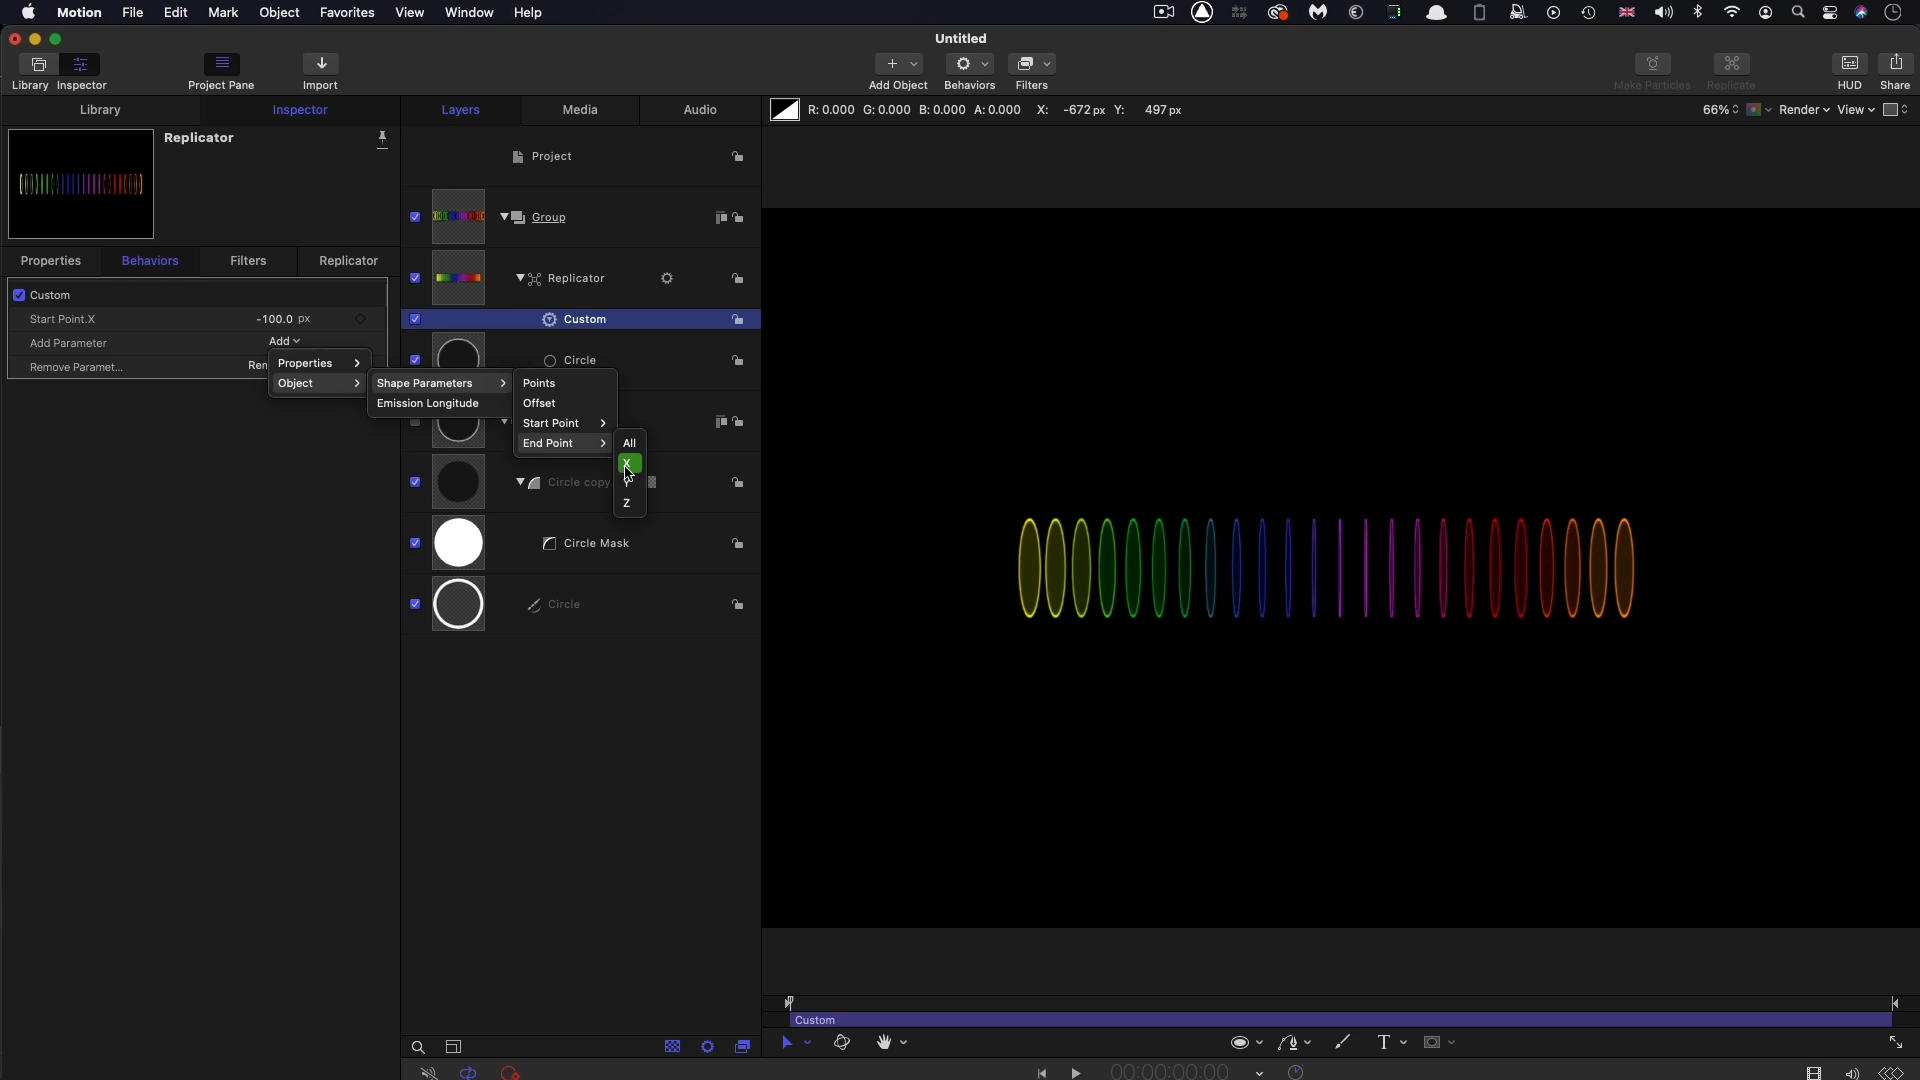 Motion File Edit Mark Object Favorites View Window Help
Untitled
Library Inspector Project Pane Import Add Object Behaviors Filters Make Particles Replicate HUD Share
Library Inspector Layers Media Audio R: 0.000 G: 0.000 B: 0.000 A: 0.000 X: -672 px Y: 497 px 66% Render View
Replicator
Project
Group
Properties Behaviors Filters Replicator
Replicator
Custom
Start Point.X -100.0 px
Custom
Add Parameter Add
Remove Paramet...
Circle
Properties
Object
Shape Parameters
Emission Longitude
Points
Offset
Start Point
End Point
All
X
Y
Z
Circle copy
Circle Mask
Circle
Custom
T
00:00:00:00